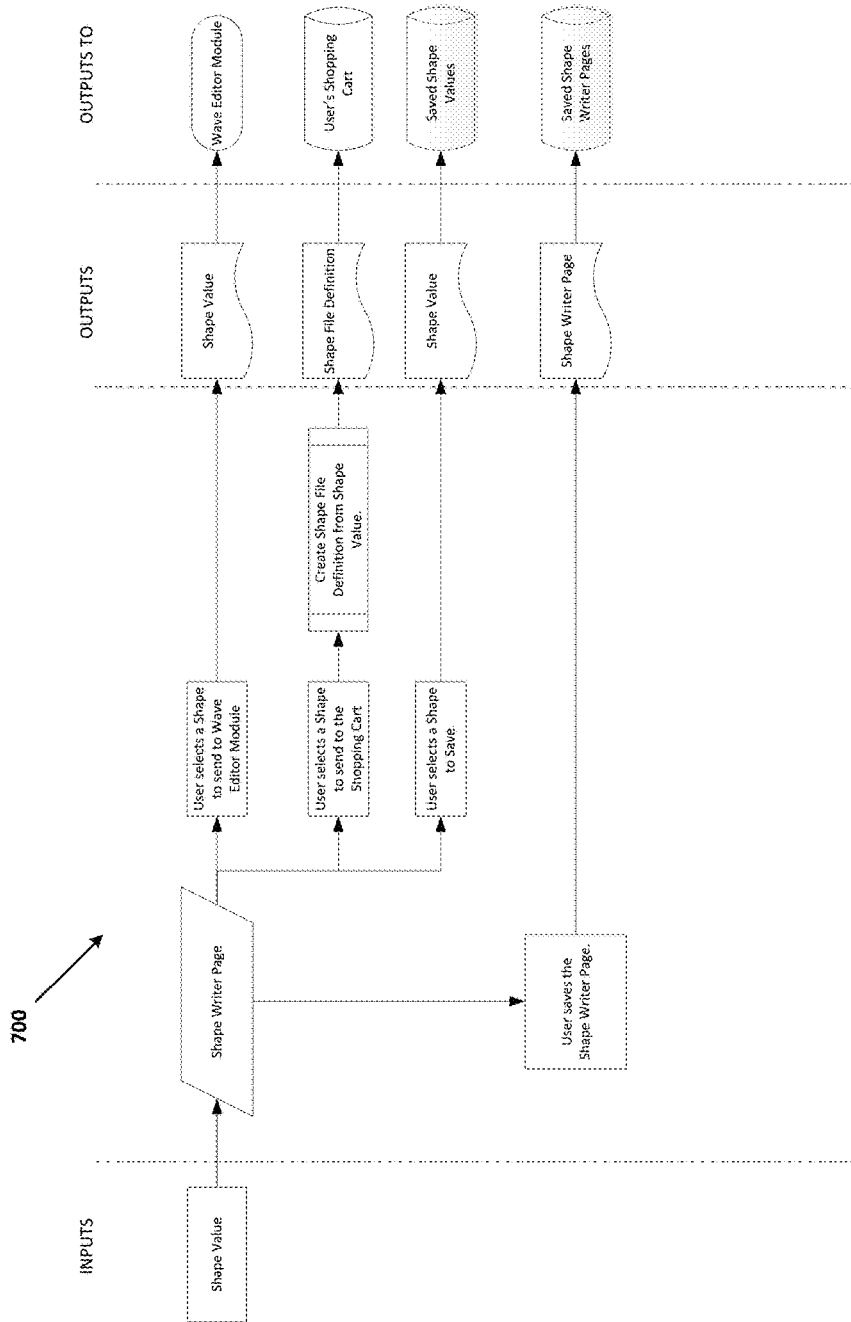 700
INPUTS
OUTPUTS
OUTPUTS TO
Shape Value
Shape Writer Page
User selects a Shape
to send to Wave
Editor Module
Shape Value
Wave Editor Module
User selects a Shape
to send to the
Shopping Cart
Create Shape File
Definition from Shape
Value.
Shape File Definition
User's Shopping
Cart
User selects a Shape
to Save.
Shape Value
Saved Shape
Values
User saves the
Shape Writer Page.
Shape Writer Page
Saved Shape
Writer Pages